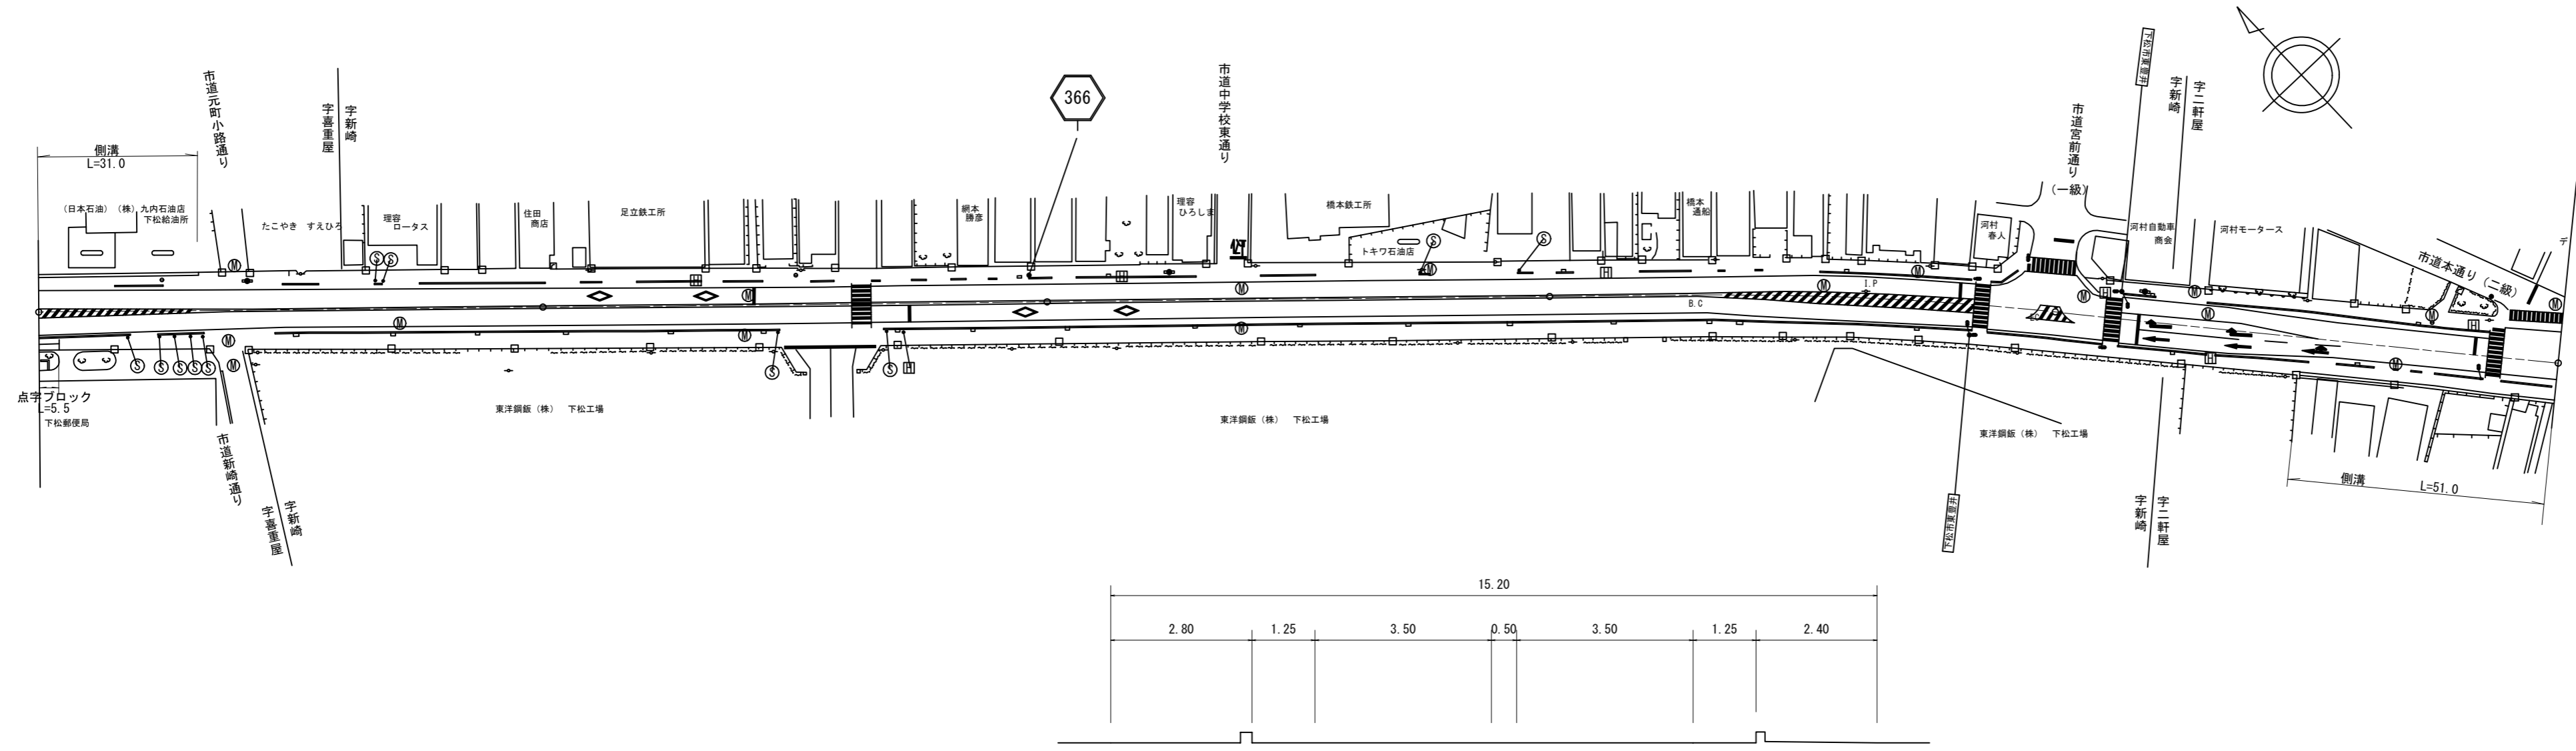 側溝
L=31.0
市道元町小路通り
字喜重屋
字新崎
366
市道中学校東通り
市道宮前通り
(一級)
下松市東豊井
字新崎
字二軒屋
(日本石油) (株) 九内石油店
下松給油所
たこやき すえひろ
理容
ロータス
住田
商店
足立鉄工所
網本
勝彦
理容
ひろしま
橋本鉄工所
トキワ石油店
橋本
通船
河村
春人
河村自動車
商会
河村モータース
市道本通り (二級)
デ
I.P
B.C
点字ブロック
L=5.5
下松郵便局
市道新崎通り
字喜重屋
字新崎
東洋鋼鈑 (株) 下松工場
東洋鋼鈑 (株) 下松工場
東洋鋼鈑 (株) 下松工場
下松市東豊井
字新崎
字二軒屋
側溝
L=51.0
15.20
2.80
1.25
3.50
0.50
3.50
1.25
2.40